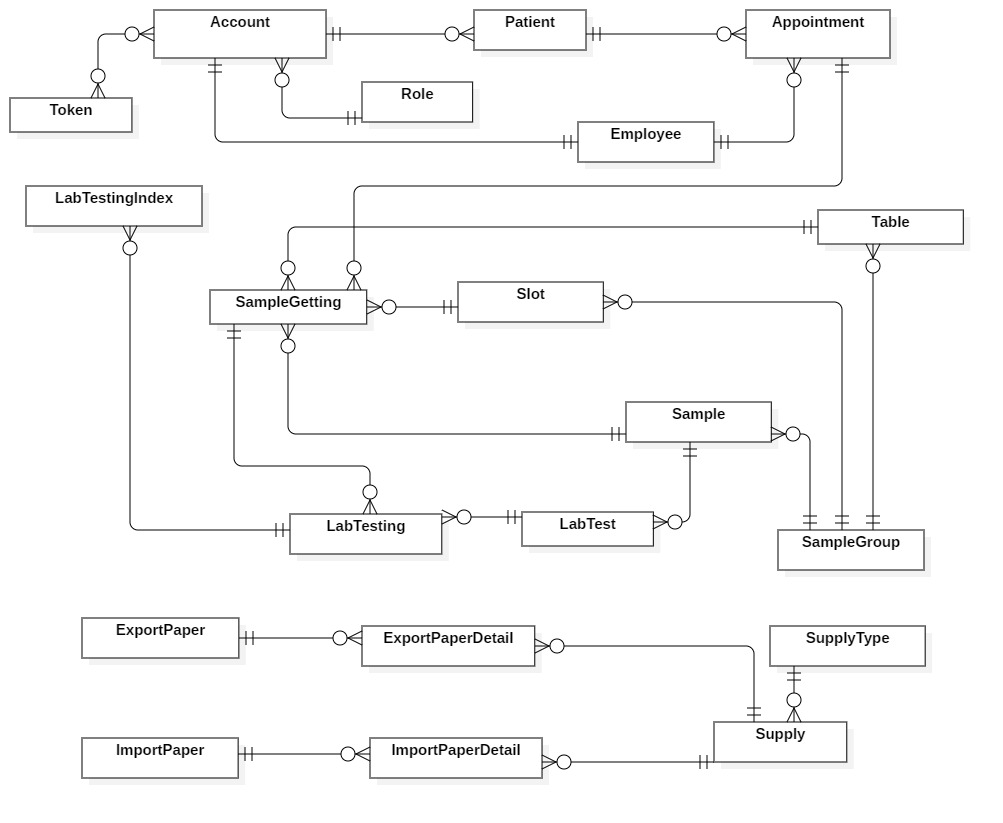 Account
Patient
Appointment
Role
Token
Employee
LabTestingIndex
Table
SampleGetting
Slot
Sample
LabTesting
LabTest
SampleGroup
ExportPaper
ExportPaperDetail
SupplyType
Supply
ImportPaper
ImportPaperDetail